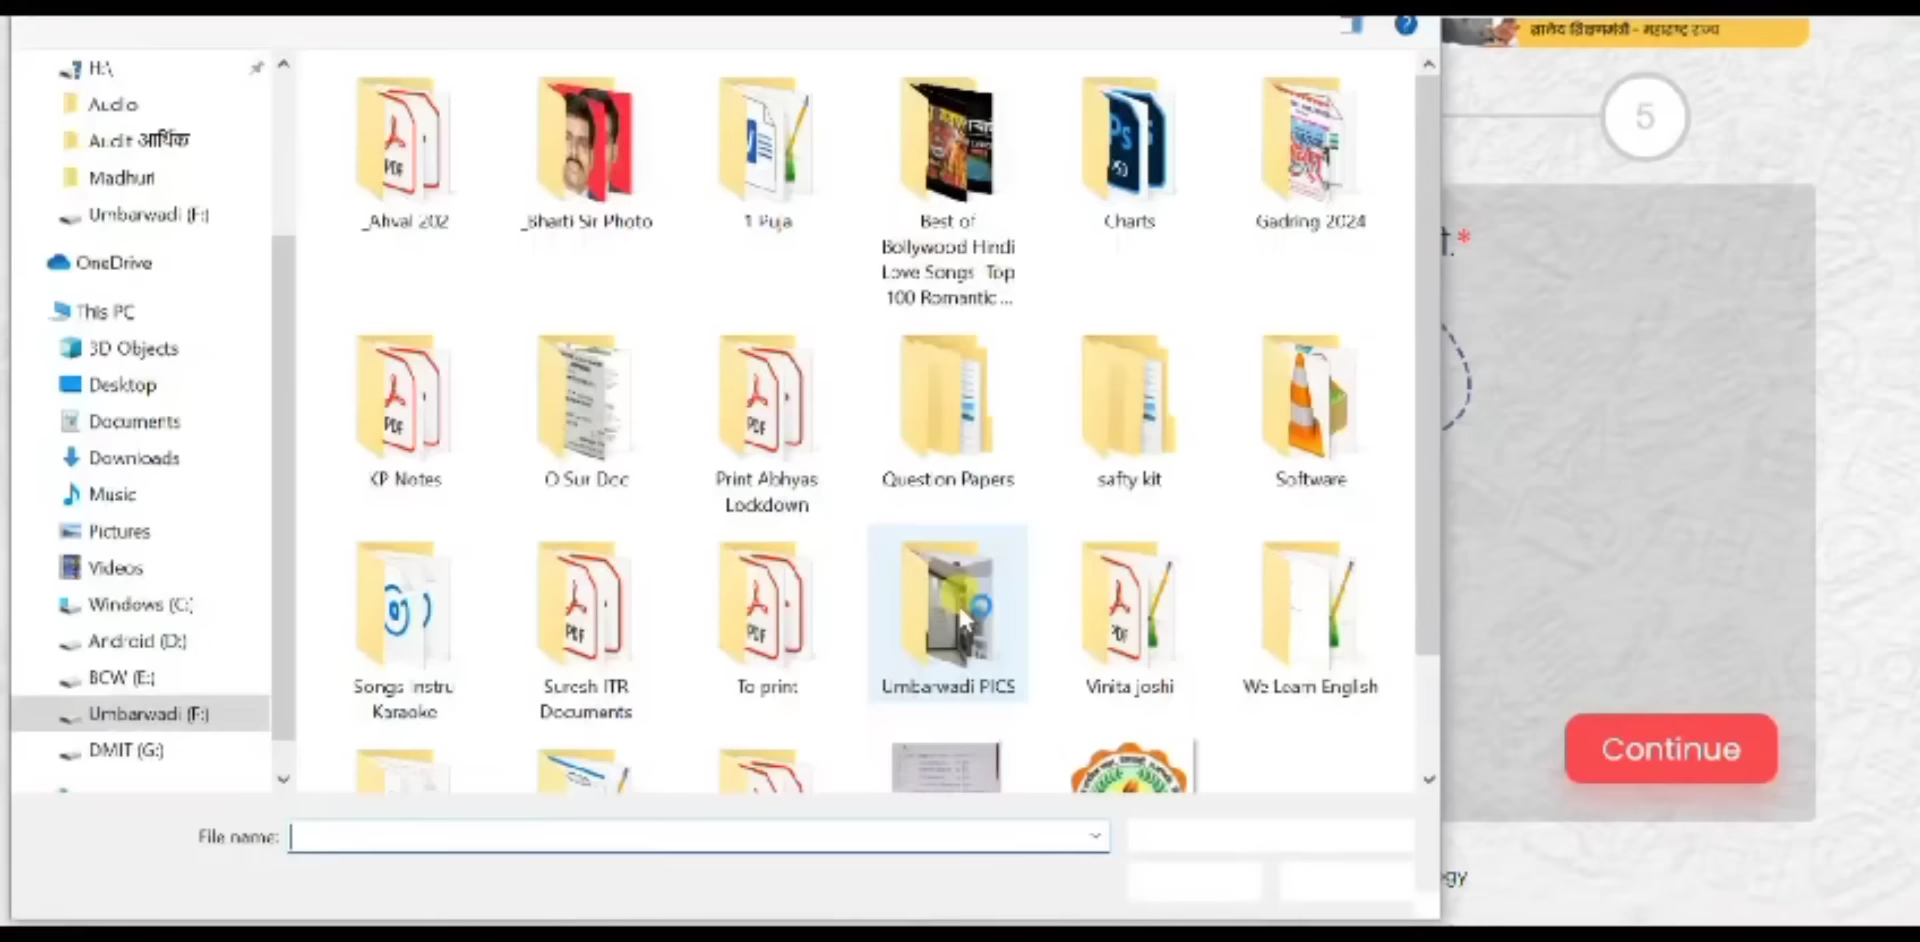 शालेय शिक्षणमंत्री - महाराष्ट्र राज्य
5
H:\
Audio
Audit आर्थिक
Madhuri
Umbarwadi (F:)
OneDrive
This PC
3D Objects
Desktop
Documents
Downloads
Music
Pictures
Videos
Windows (C:)
Android (D:)
BCW (E:)
Umbarwadi (F:)
DMIT (G:)
_Ahval 202
_Bharti Sir Photo
1 Puja
Best of
Bollywood Hindi
Love Songs Top
100 Romantic ...
Charts
Gadring 2024
KP Notes
O Sur Doc
Print Abhyas
Lockdown
Question Papers
safty kit
Software
Songs Instru
Karaoke
Suresh ITR
Documents
To print
Umbarwadi PICS
Vinita joshi
We Learn English
File name:
Continue